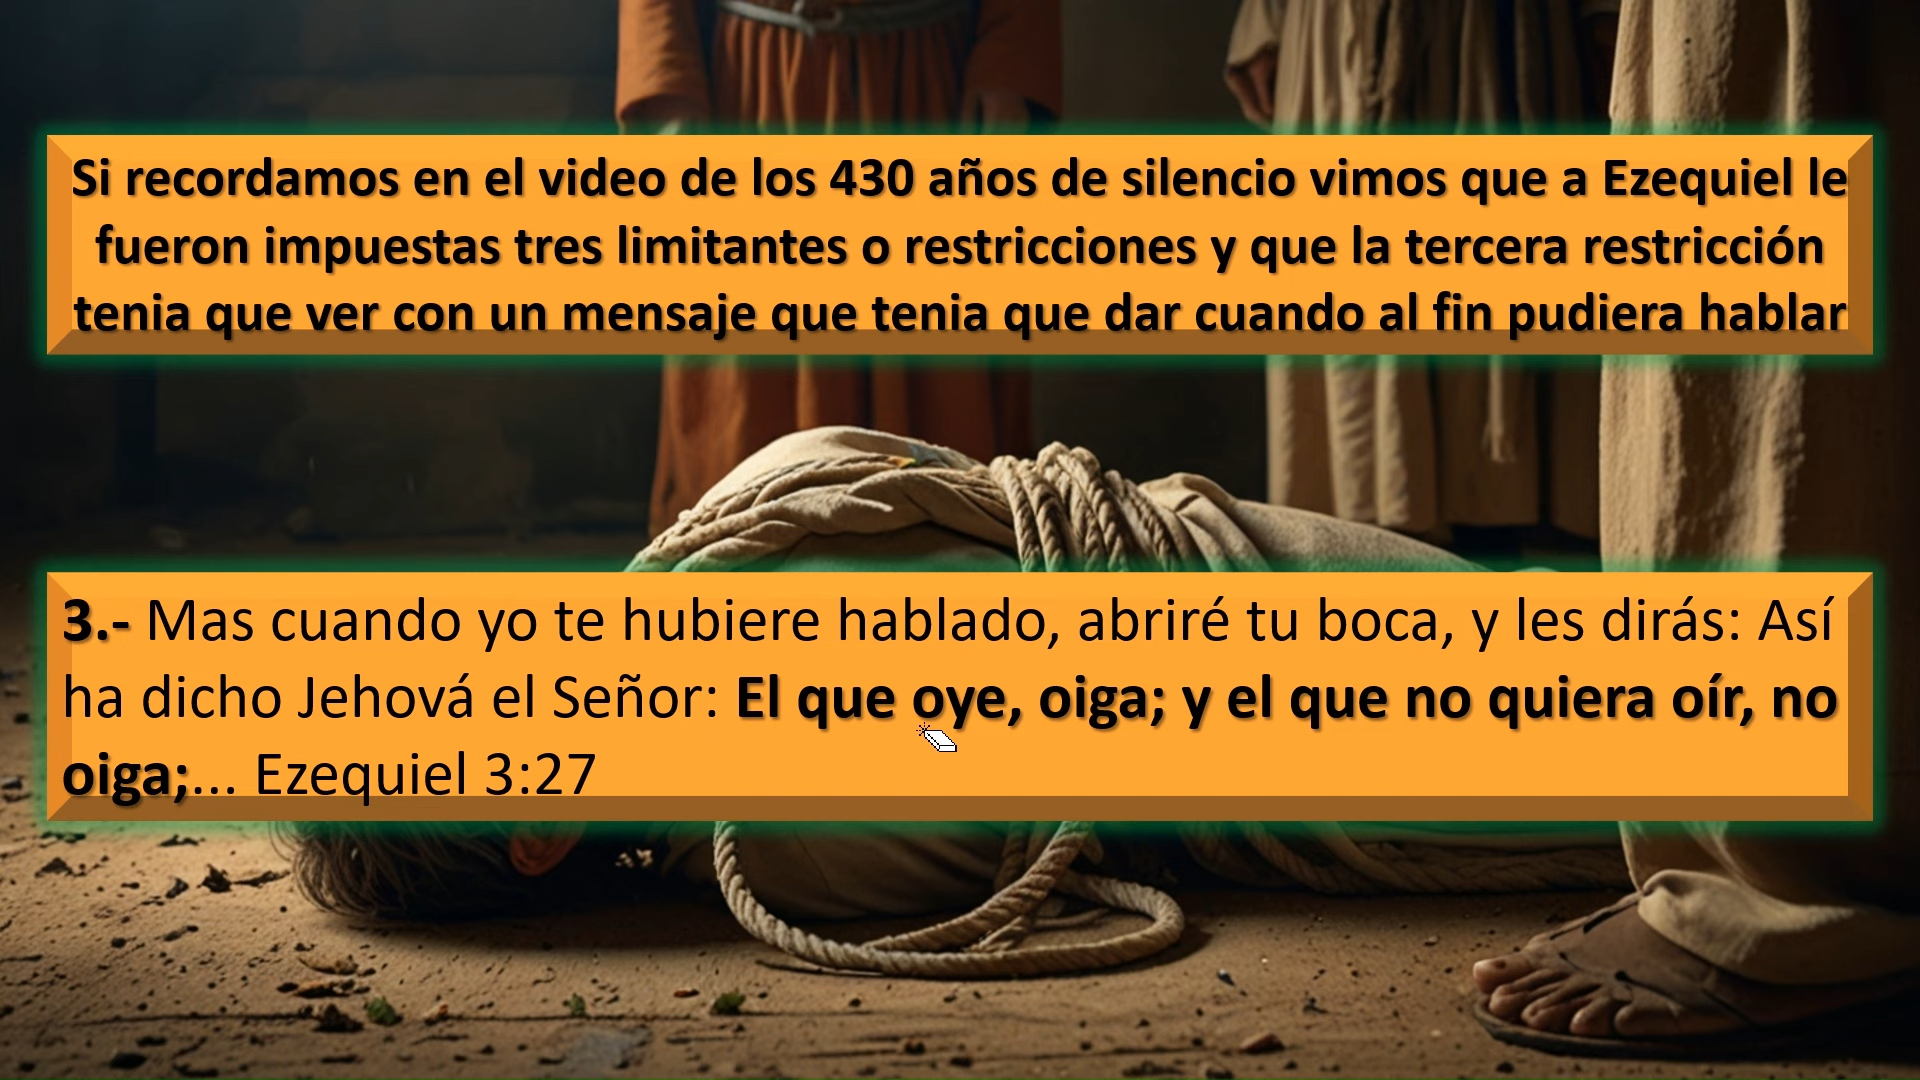 Si recordamos en el video de los 430 años de silencio vimos que a Ezequiel le
fueron impuestas tres limitantes o restricciones y que la tercera restricción
tenia que ver con un mensaje que tenia que dar cuando al fin pudiera hablar
3.- Mas cuando yo te hubiere hablado, abriré tu boca, y les dirás: Así
ha dicho Jehová el Señor: El que oye, oiga; y el que no quiera oír, no
oiga;... Ezequiel 3:27